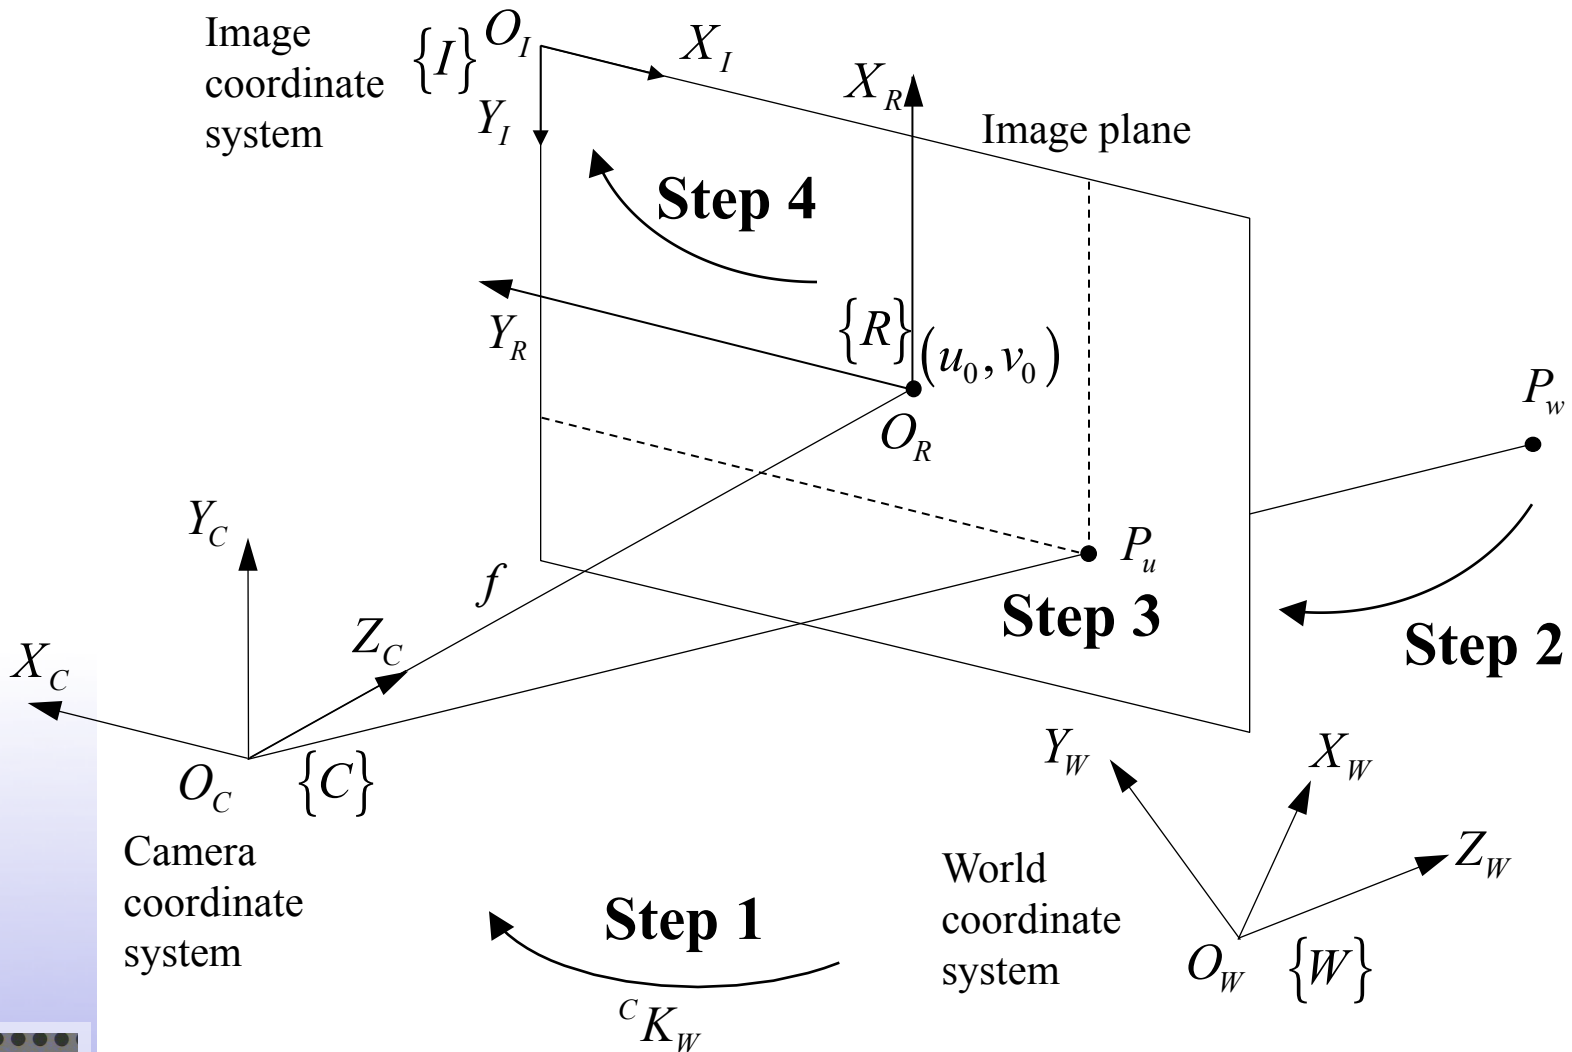 Image
coordinate
system
{I}
O_I
X_I
Y_I
X_R
Image plane
Step 4
Y_R
{R}
(u_0, v_0)
O_R
P_w
Y_C
f
P_u
Step 3
Step 2
Z_C
X_C
O_C
{C}
Y_W
X_W
Z_W
Camera
coordinate
system
World
coordinate
system
Step 1
O_W
{W}
^C K_W